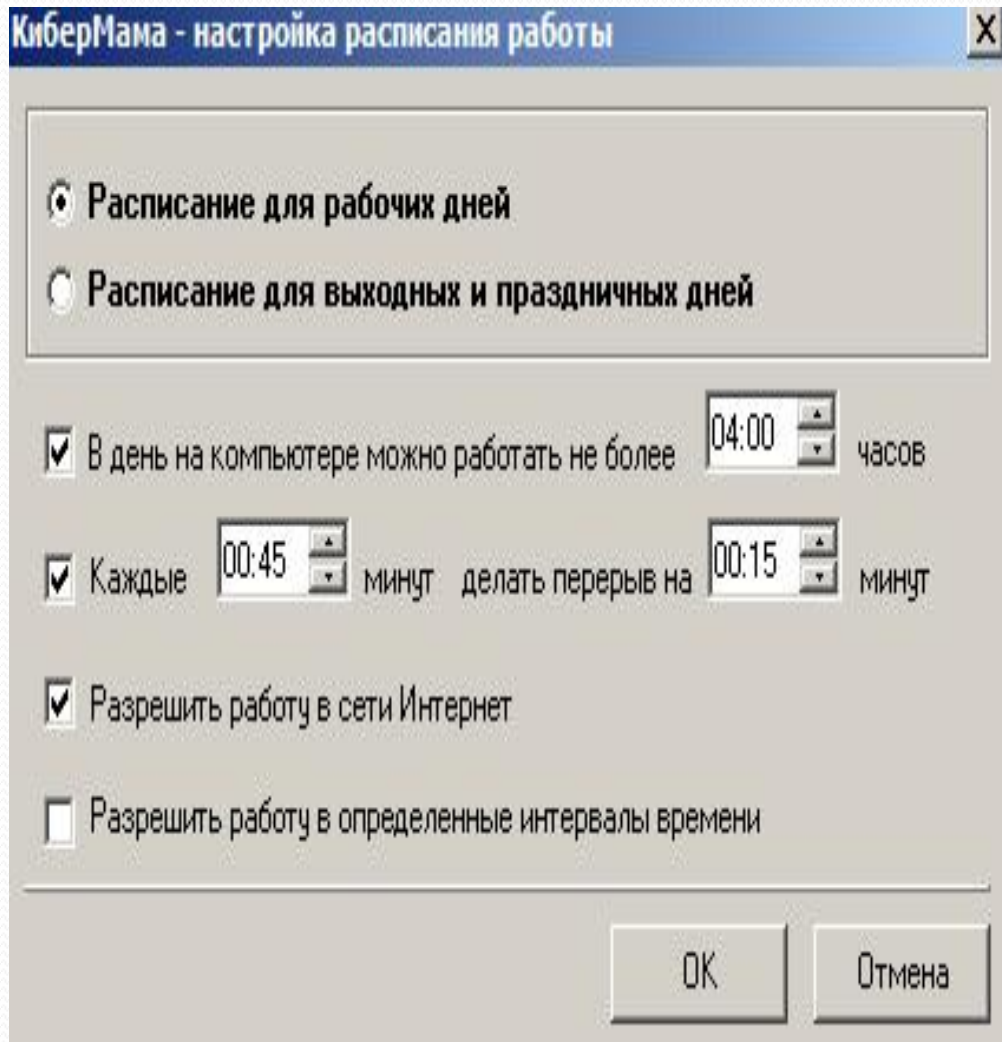 КиберМама - настройка расписания работы
Расписание для рабочих дней
Расписание для выходных и праздничных дней
В день на компьютере можно работать не более 04:00 часов
Каждые 00:45 минут делать перерыв на 00:15 минут
Разрешить работу в сети Интернет
Разрешить работу в определенные интервалы времени
OK Отмена